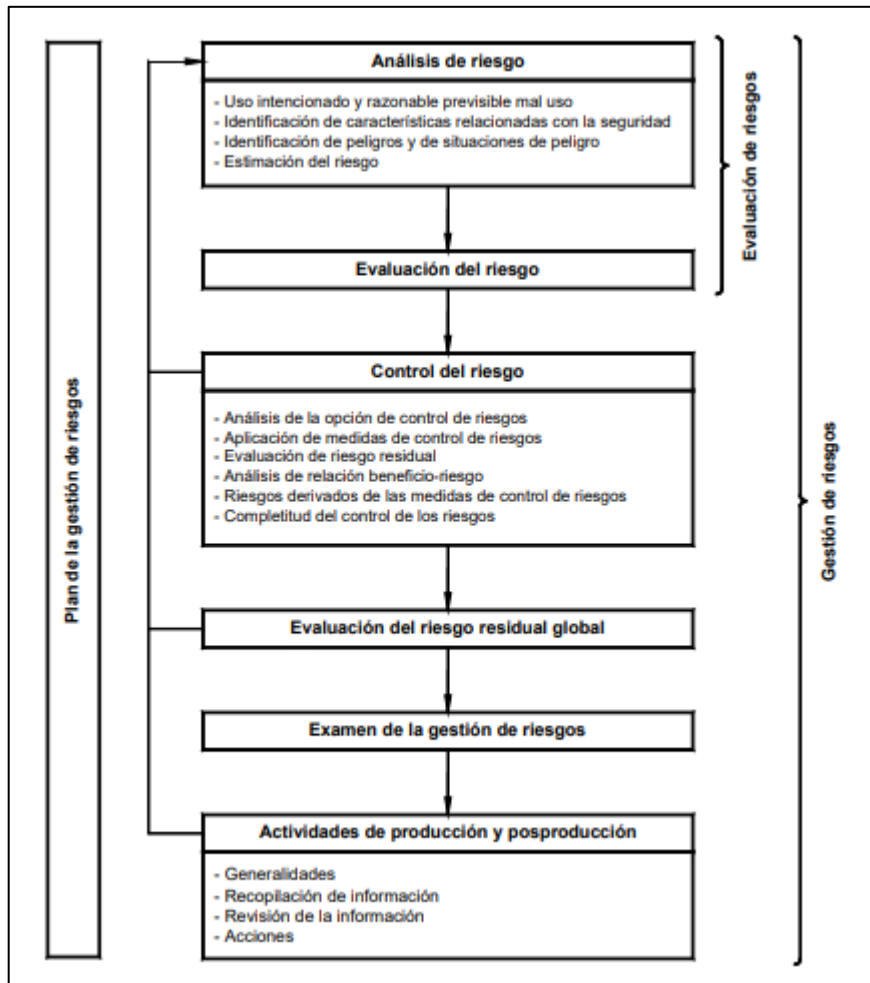 Plan de la gestión de riesgos
Análisis de riesgo
- Uso intencionado y razonable previsible mal uso
- Identificación de características relacionadas con la seguridad
- Identificación de peligros y de situaciones de peligro
- Estimación del riesgo
Evaluación del riesgo
Evaluación de riesgos
Control del riesgo
- Análisis de la opción de control de riesgos
- Aplicación de medidas de control de riesgos
- Evaluación de riesgo residual
- Análisis de relación beneficio-riesgo
- Riesgos derivados de las medidas de control de riesgos
- Completitud del control de los riesgos
Evaluación del riesgo residual global
Examen de la gestión de riesgos
Actividades de producción y posproducción
- Generalidades
- Recopilación de información
- Revisión de la información
- Acciones
Gestión de riesgos